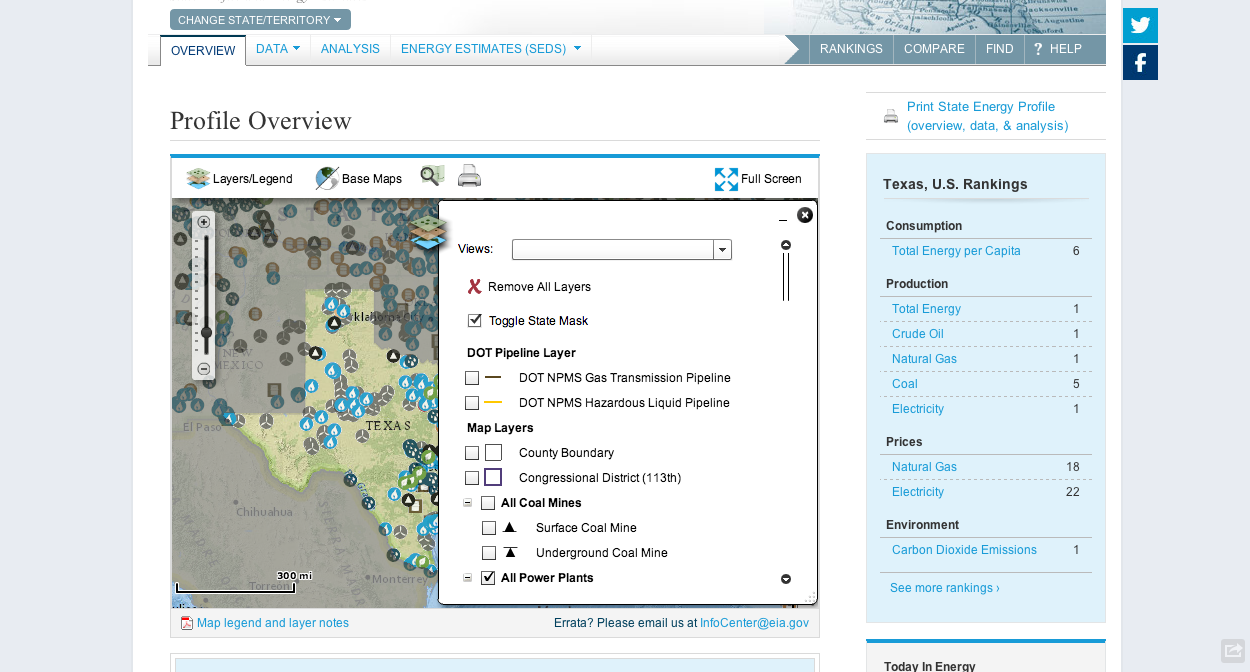 CHANGE STATE/TERRITORY
OVERVIEW
DATA
ANALYSIS
ENERGY ESTIMATES (SEDS)
RANKINGS
COMPARE
FIND
? HELP
Jacksonville
St. Augustine
Profile Overview
Layers/Legend
Base Maps
Full Screen
Views:
Remove All Layers
Toggle State Mask
DOT Pipeline Layer
DOT NPMS Gas Transmission Pipeline
DOT NPMS Hazardous Liquid Pipeline
Map Layers
County Boundary
Congressional District (113th)
All Coal Mines
Surface Coal Mine
Underground Coal Mine
All Power Plants
NEW
MEXICO
El Paso
TEXAS
Chihuahua
Monterrey
300 mi
Torreón
Map legend and layer notes
Errata? Please email us at InfoCenter@eia.gov
Print State Energy Profile
(overview, data, & analysis)
Texas, U.S. Rankings
Consumption
Total Energy per Capita 6
Production
Total Energy 1
Crude Oil 1
Natural Gas 1
Coal 5
Electricity 1
Prices
Natural Gas 18
Electricity 22
Environment
Carbon Dioxide Emissions 1
See more rankings ›
Today In Energy